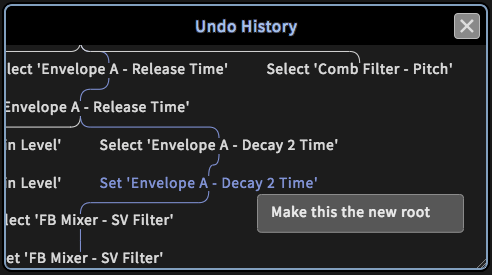 Undo History
lect 'Envelope A - Release Time' Select 'Comb Filter - Pitch'
Envelope A - Release Time'
in Level' Select 'Envelope A - Decay 2 Time'
in Level' Set 'Envelope A - Decay 2 Time'
Make this the new root
lect 'FB Mixer - SV Filter'
et 'FB Mixer - SV Filter'